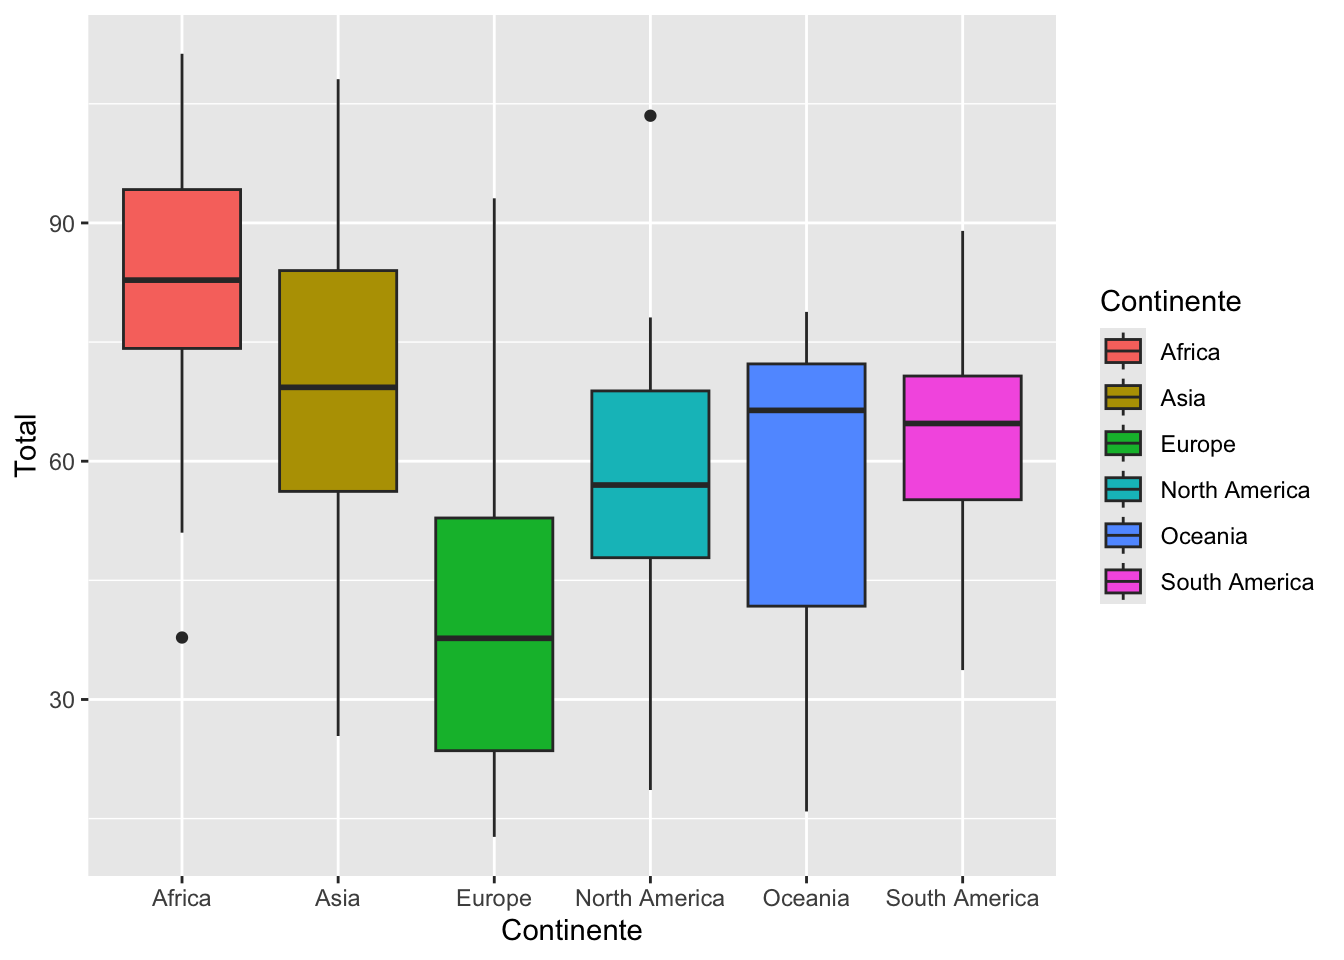 Total
90
60
30
Africa
Asia
Europe
North America
Oceania
South America
Continente
Continente
Africa
Asia
Europe
North America
Oceania
South America